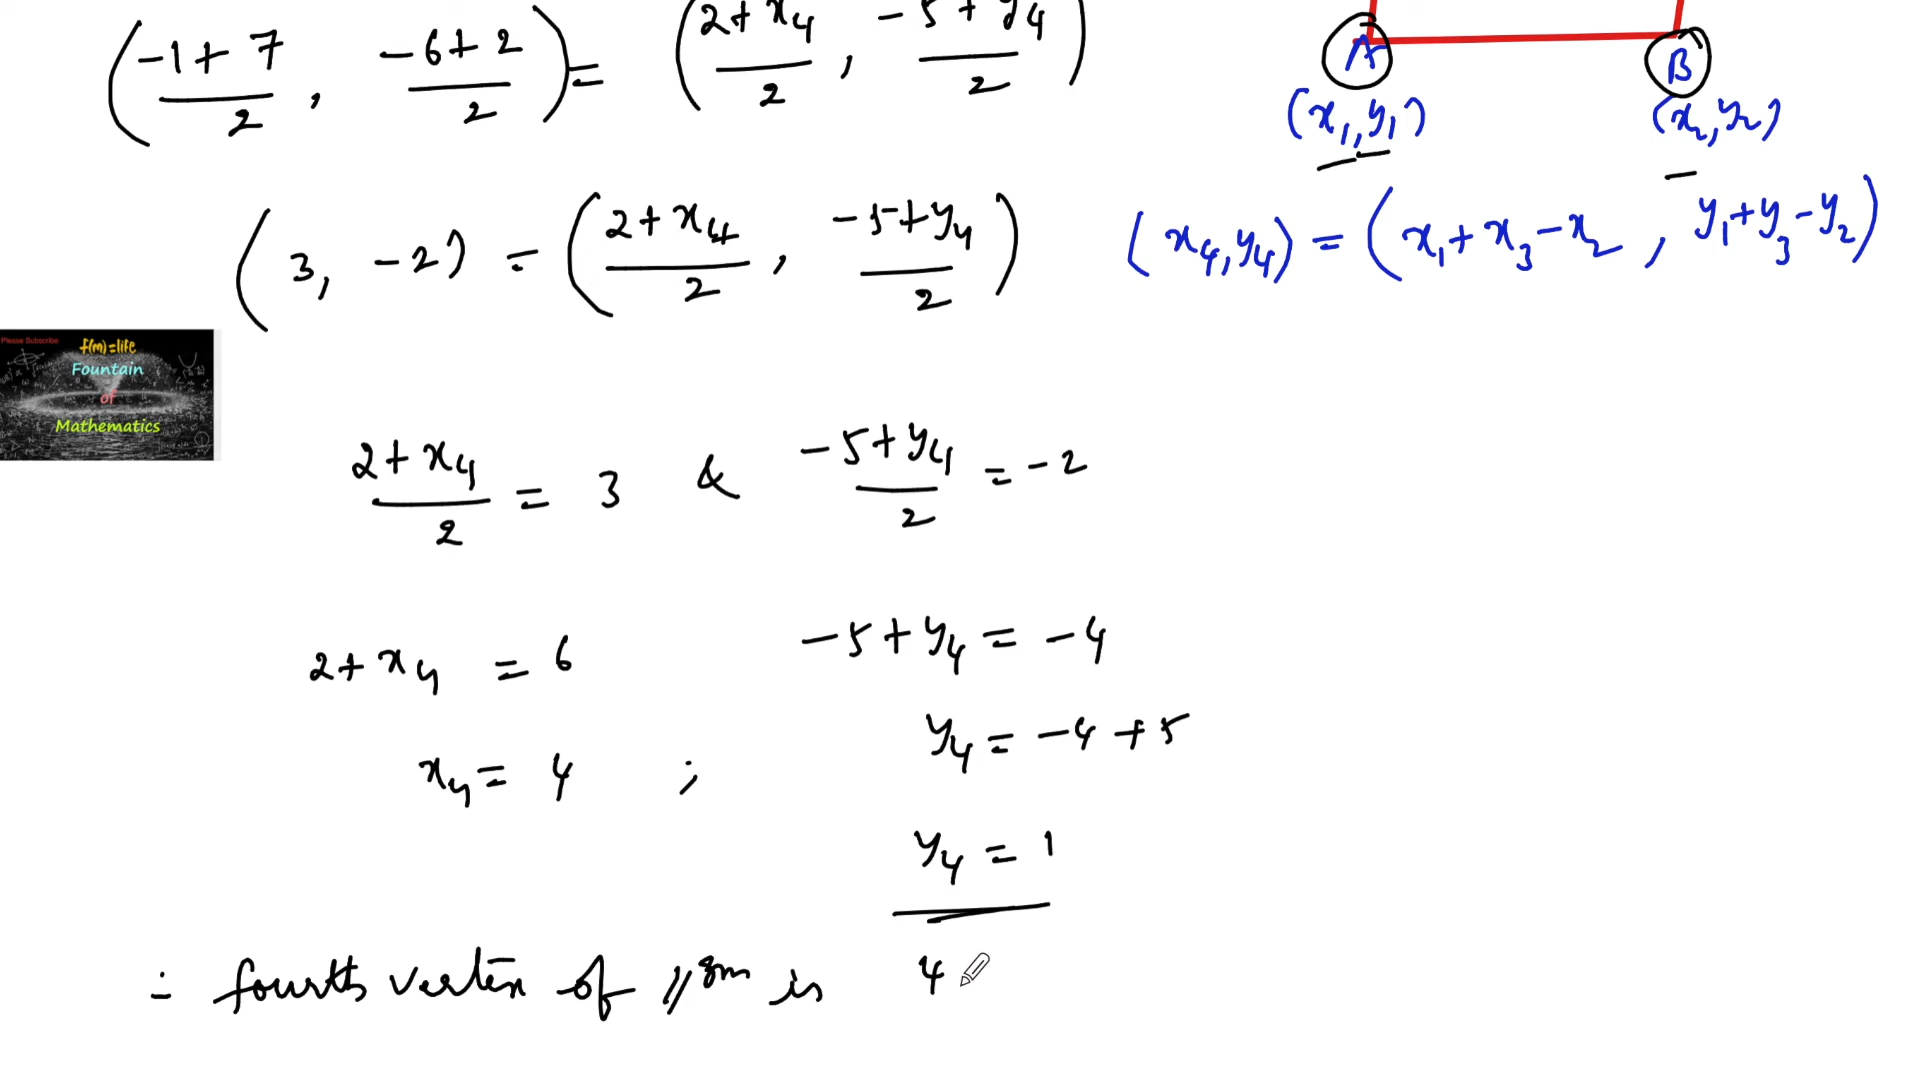 (-1+7/2, -6+2/2) = (2+x4/2, -5+y4/2)
A B
(x1,y1) (x2,y2)
(3, -2) = (2+x4/2, -5+y4/2)
(x4,y4) = (x1+x3-x2, y1+y3-y2)
Please Subscribe
f(m)=life
Fountain
of
Mathematics
2+x4/2 = 3 & -5+y4/2 = -2
2+x4 = 6 -5+y4 = -4
y4 = -4+5
x4 = 4 ;
y4 = 1
∴ fourth vertex of //gm is 4